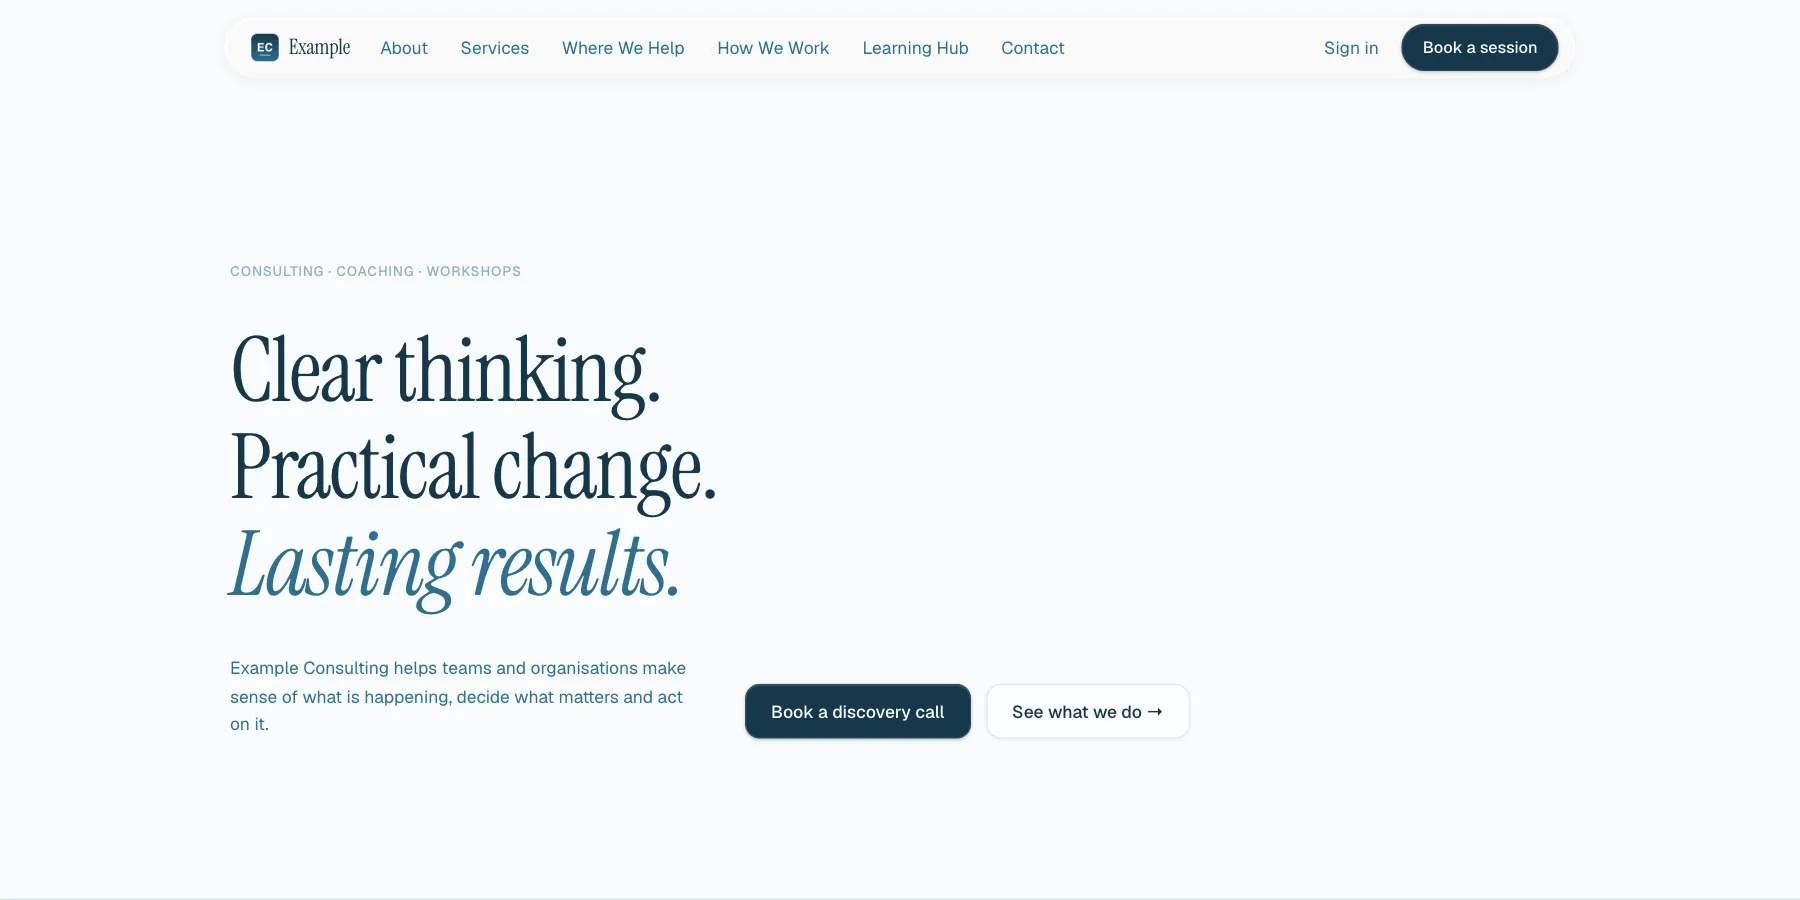 EC Example About Services Where We Help How We Work Learning Hub Contact Sign in Book a session
CONSULTING · COACHING · WORKSHOPS
Clear thinking.
Practical change.
Lasting results.
Example Consulting helps teams and organisations make
sense of what is happening, decide what matters and act
on it.
Book a discovery call See what we do →